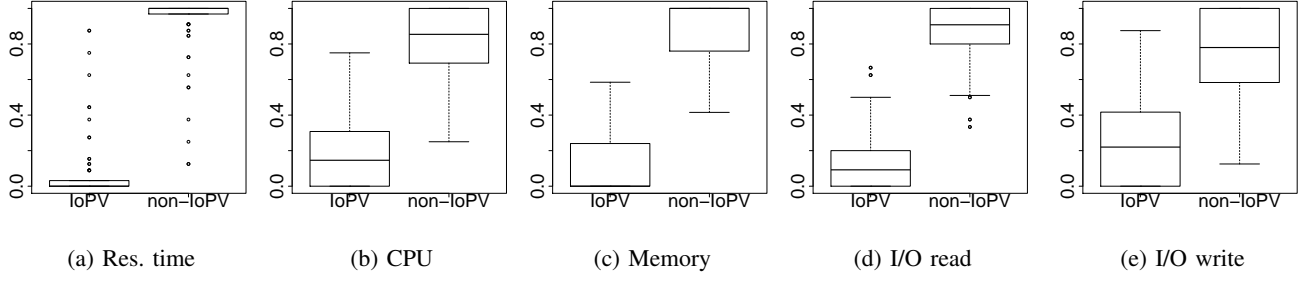 0.0 0.4 0.8
IoPV non−IoPV
(a) Res. time
0.0 0.4 0.8
IoPV non−IoPV
(b) CPU
0.0 0.4 0.8
IoPV non−IoPV
(c) Memory
0.0 0.4 0.8
IoPV non−IoPV
(d) I/O read
0.0 0.4 0.8
IoPV non−IoPV
(e) I/O write